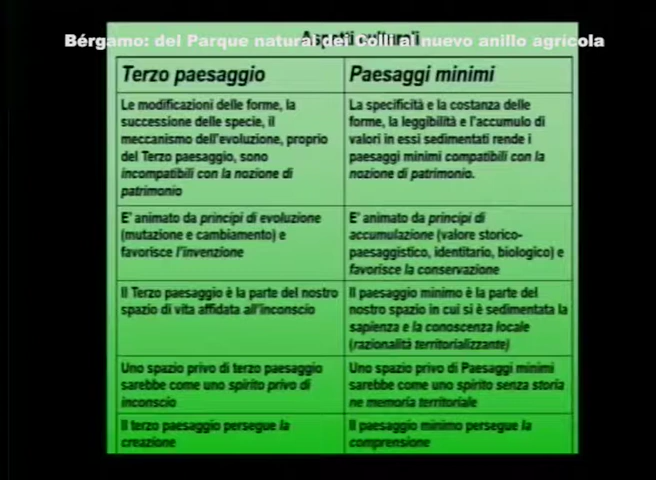 Aspetti culturali
Bérgamo: del Parque natural dei Colli al nuevo anillo agrícola
Terzo paesaggio
Le modificazioni delle forme, la
successione delle specie, il
meccanismo dell'evoluzione, proprio
del Terzo paesaggio, sono
incompatibili con la nozione di
patrimonio
Paesaggi minimi
La specificità e la costanza delle
forme, la leggibilità e l'accumulo di
valori in essi sedimentati rende i
paesaggi minimi compatibili con la
nozione di patrimonio.
E' animato da principi di evoluzione
(mutazione e cambiamento) e
favorisce l'invenzione
E' animato da principi di
accumulazione (valore storico-
paesaggistico, identitario, biologico) e
favorisce la conservazione
Il Terzo paesaggio è la parte del nostro
spazio di vita affidata all'inconscio
Il paesaggio minimo è la parte del
nostro spazio in cui si è sedimentata la
sapienza e la conoscenza locale
(razionalità territorializzante)
Uno spazio privo di terzo paesaggio
sarebbe come uno spirito privo di
inconscio
Uno spazio privo di Paesaggi minimi
sarebbe come uno spirito senza storia
ne memoria territoriale
Il terzo paesaggio persegue la
creazione
Il paesaggio minimo persegue la
comprensione